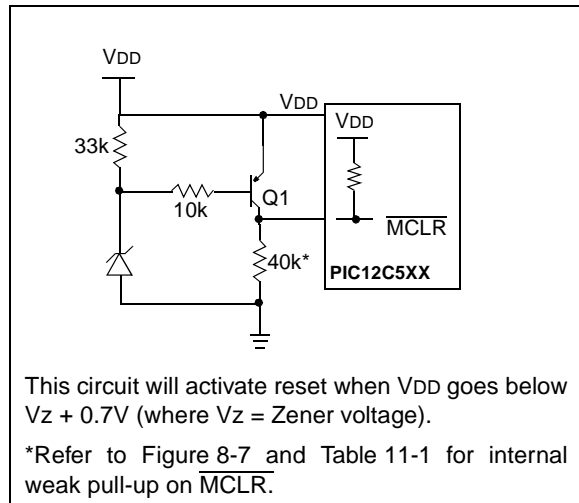 VDD
VDD
VDD
33k
10k
Q1
MCLR
40k*
PIC12C5XX
This circuit will activate reset when VDD goes below
Vz + 0.7V (where Vz = Zener voltage).
*Refer to Figure 8-7 and Table 11-1 for internal
weak pull-up on MCLR.